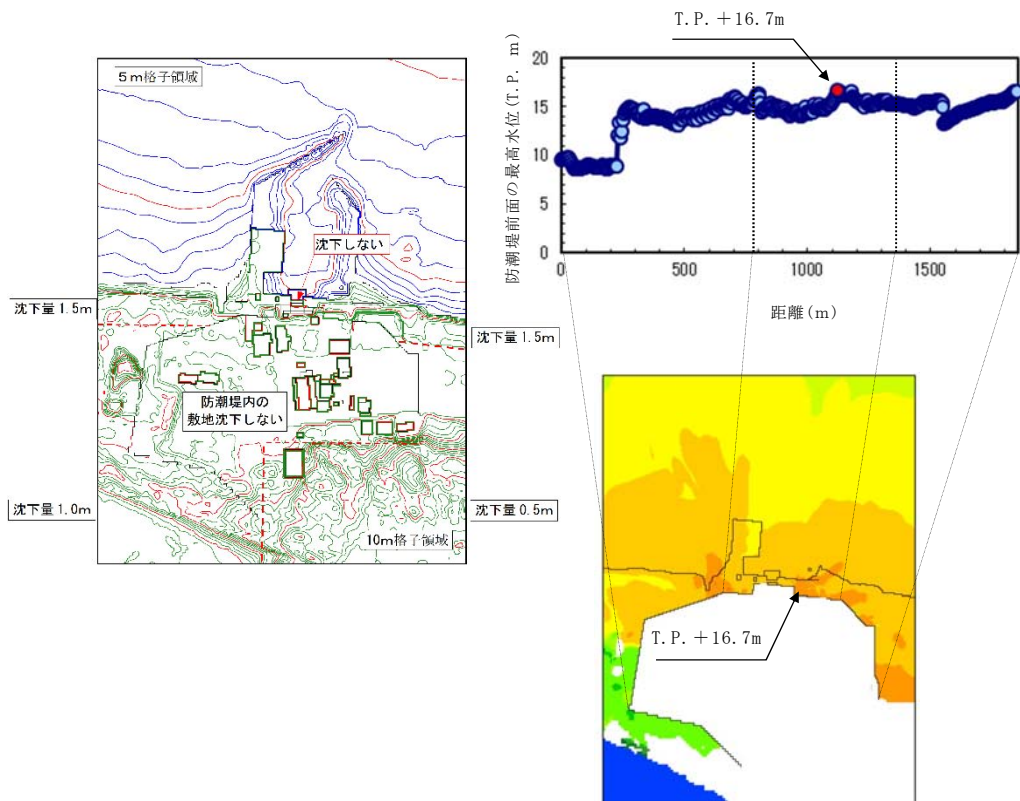 5m格子領域
沈下しない
沈下量 1.5m
沈下量 1.5m
防潮堤内の
敷地沈下しない
沈下量 1.0m
沈下量 0.5m
10m格子領域
T.P.+16.7m
防潮堤前面の最高水位(T.P. m)
20
15
10
5
0
0
500
1000
1500
距離(m)
T.P.+16.7m